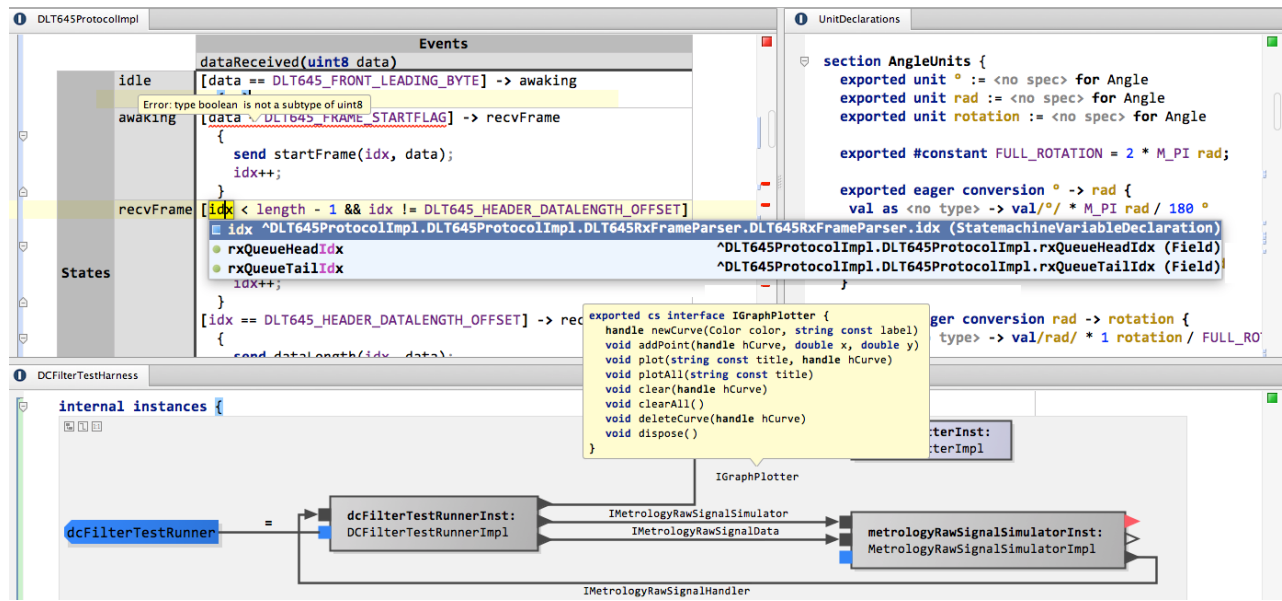 DLT645ProtocolImpl
Events
dataReceived(uint8 data)
idle [data == DLT645_FRONT_LEADING_BYTE] -> awaking
Error: type boolean is not a subtype of uint8
awaking [data - DLT645_FRAME_STARTFLAG] -> recvFrame
{
send startFrame(idx, data);
idx++;
}
recvFrame [idx < length - 1 && idx != DLT645_HEADER_DATALENGTH_OFFSET]
idx ^DLT645ProtocolImpl.DLT645ProtocolImpl.DLT645RxFrameParser.DLT645RxFrameParser.idx (StatemachineVariableDeclaration)
rxQueueHeadIdx ^DLT645ProtocolImpl.DLT645ProtocolImpl.rxQueueHeadIdx (Field)
rxQueueTailIdx ^DLT645ProtocolImpl.DLT645ProtocolImpl.rxQueueTailIdx (Field)
States
idx++;
}
[idx == DLT645_HEADER_DATALENGTH_OFFSET] -> rec
{
send dataLength(idx, data);
UnitDeclarations
section AngleUnits {
exported unit ° := <no spec> for Angle
exported unit rad := <no spec> for Angle
exported unit rotation := <no spec> for Angle
exported #constant FULL_ROTATION = 2 * M_PI rad;
exported eager conversion ° -> rad {
val as <no type> -> val/°/ * M_PI rad / 180 °
}
ger conversion rad -> rotation {
type> -> val/rad/ * 1 rotation / FULL_RO
exported cs interface IGraphPlotter {
handle newCurve(Color color, string const label)
void addPoint(handle hCurve, double x, double y)
void plot(string const title, handle hCurve)
void plotAll(string const title)
void clear(handle hCurve)
void clearAll()
void deleteCurve(handle hCurve)
void dispose()
}
DCFilterTestHarness
internal instances {
tterInst:
tterImpl
IGraphPlotter
dcFilterTestRunner
=
dcFilterTestRunnerInst:
DCFilterTestRunnerImpl
IMetrologyRawSignalSimulator
IMetrologyRawSignalData
metrologyRawSignalSimulatorInst:
MetrologyRawSignalSimulatorImpl
IMetrologyRawSignalHandler